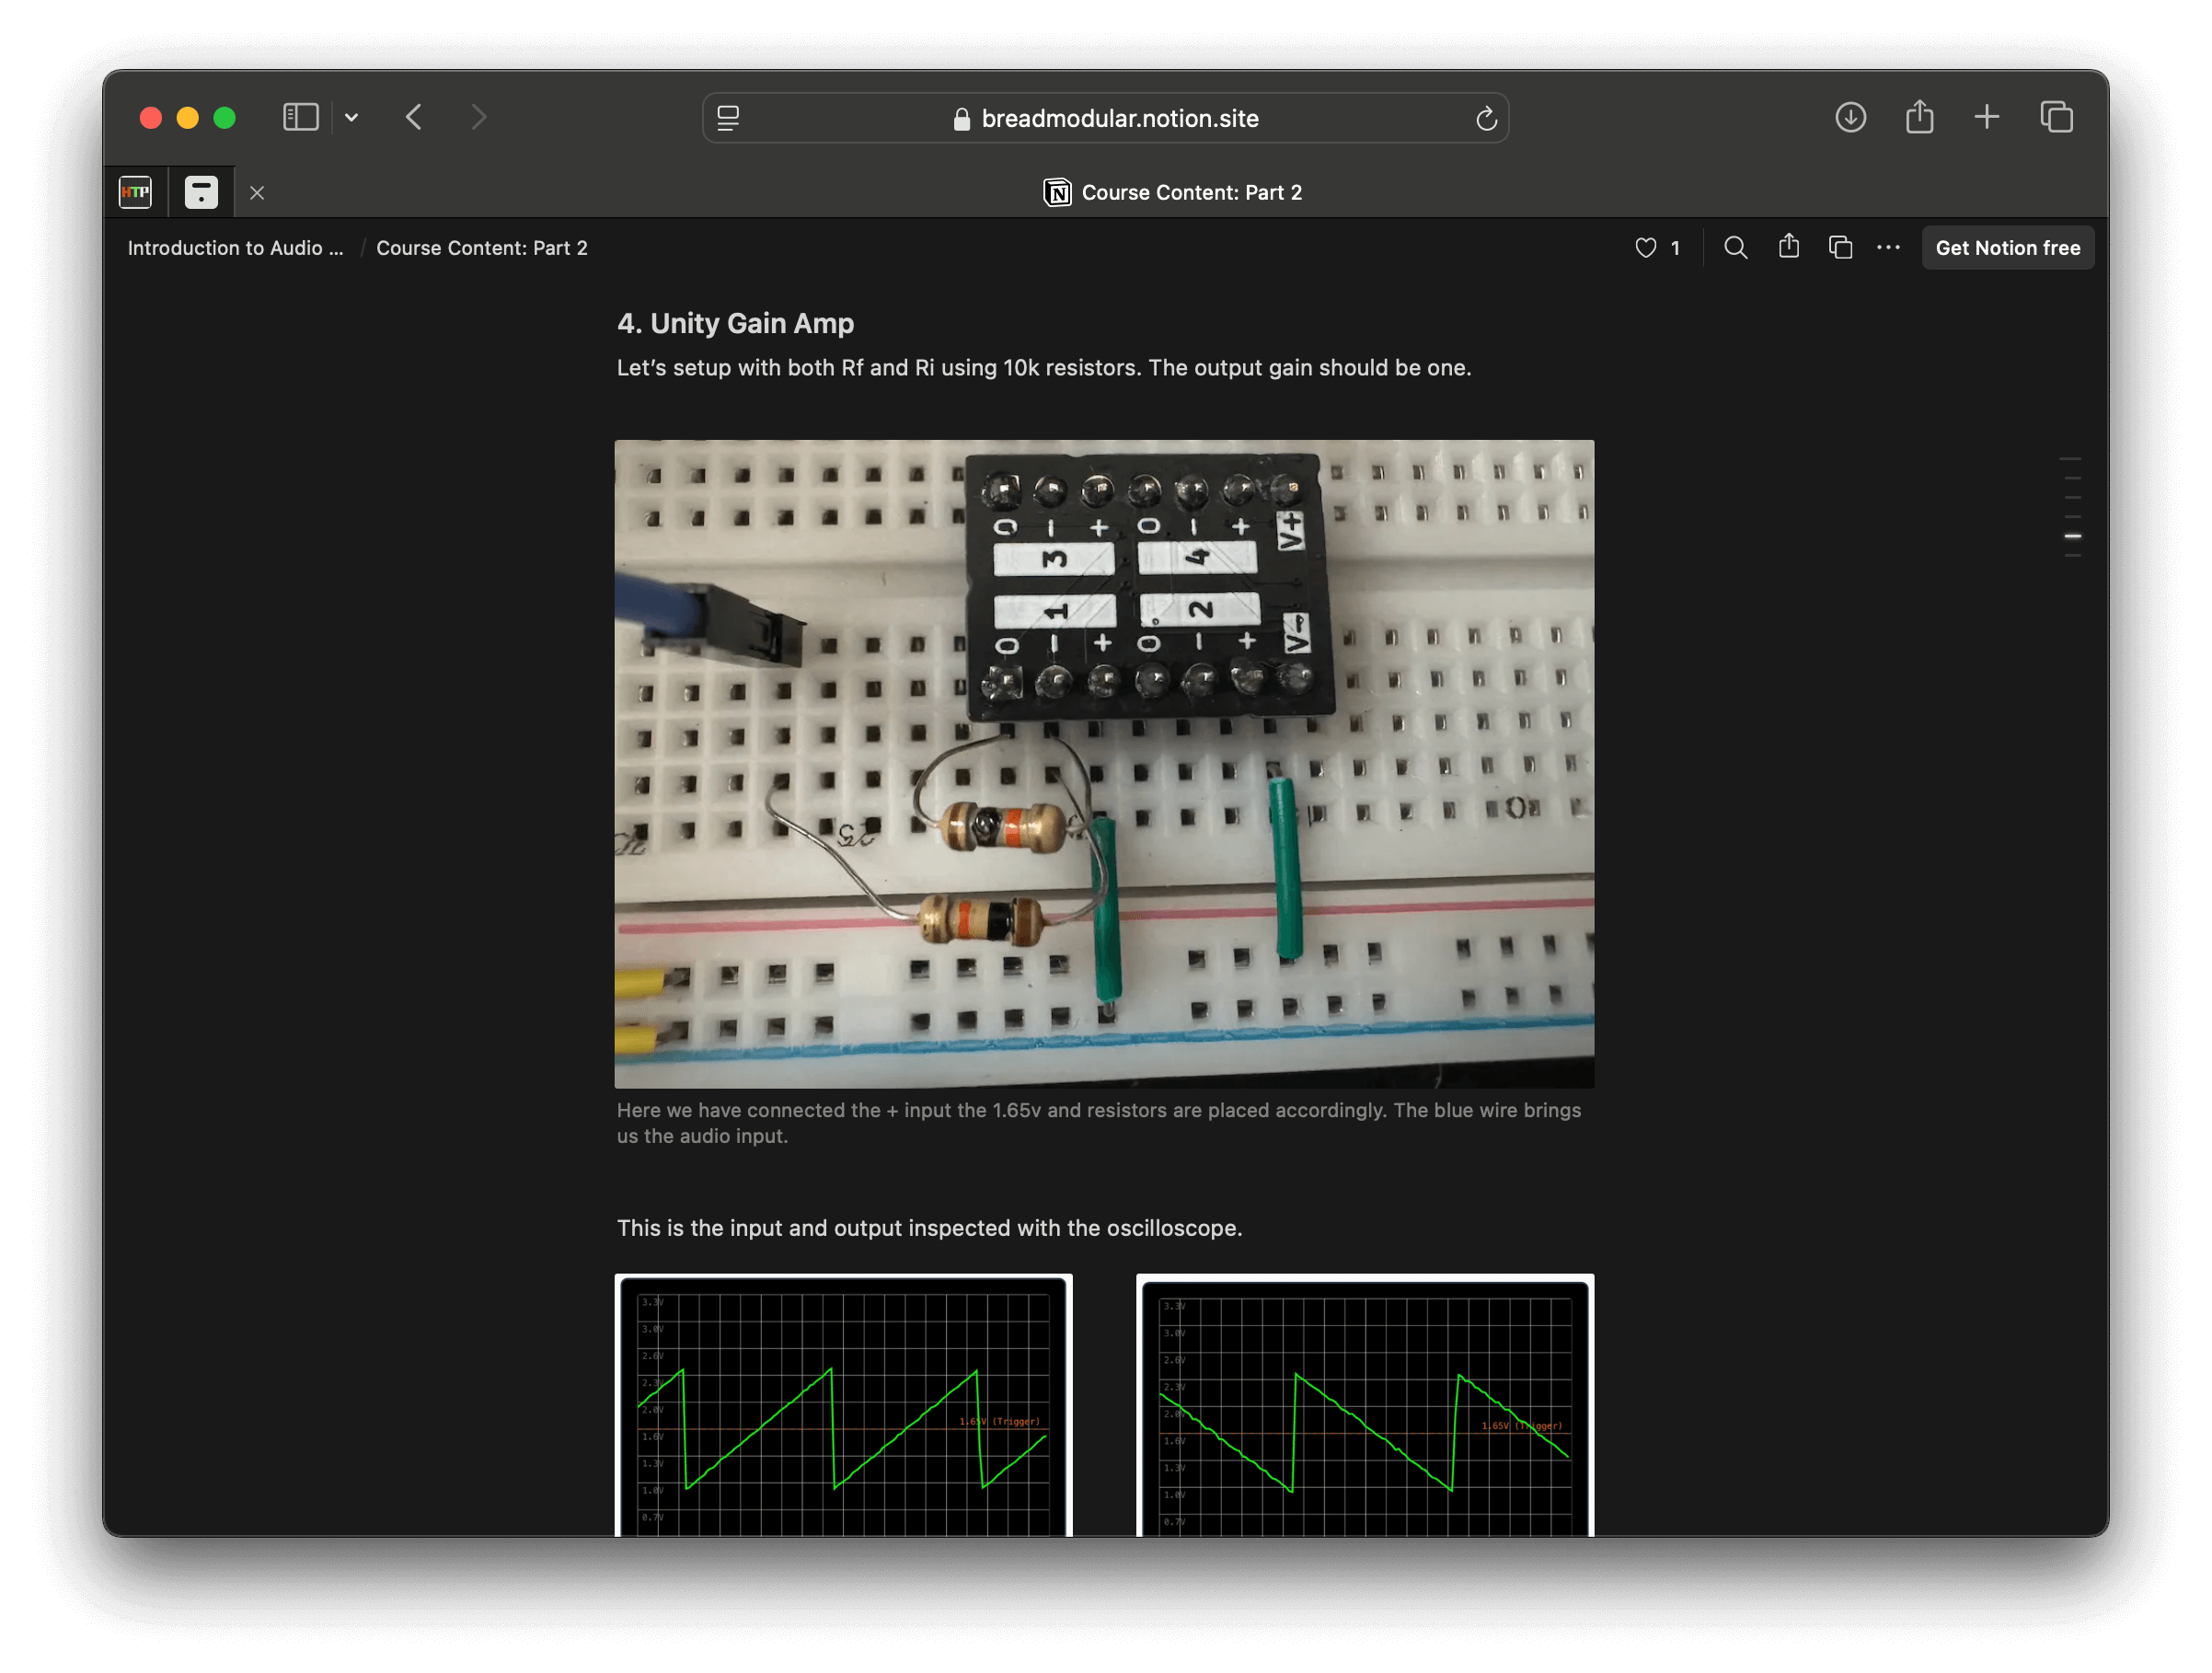 breadmodular.notion.site
HTP
Course Content: Part 2
Introduction to Audio ... / Course Content: Part 2
1
Get Notion free
4. Unity Gain Amp
Let’s setup with both Rf and Ri using 10k resistors. The output gain should be one.
O − + O − + V+
3 4
1 2
O − + O − + V-
25
Here we have connected the + input the 1.65v and resistors are placed accordingly. The blue wire brings
us the audio input.
This is the input and output inspected with the oscilloscope.
3.3V
3.0V
2.6V
2.3V
2.0V
1.65V (Trigger)
1.6V
1.3V
1.0V
0.7V
3.3V
3.0V
2.6V
2.3V
2.0V
1.65V (Trigger)
1.6V
1.3V
1.0V
0.7V